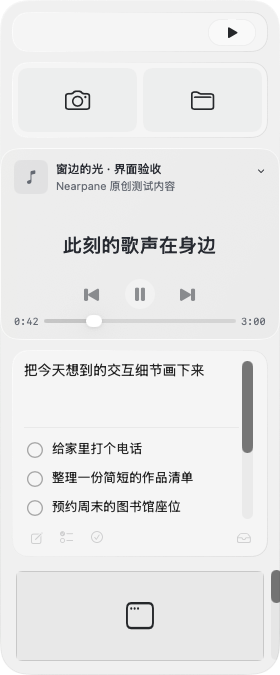 窗边的光 · 界面验收
Nearpane 原创测试内容
此刻的歌声在身边
0:42
3:00
把今天想到的交互细节画下来
给家里打个电话
整理一份简短的作品清单
预约周末的图书馆座位